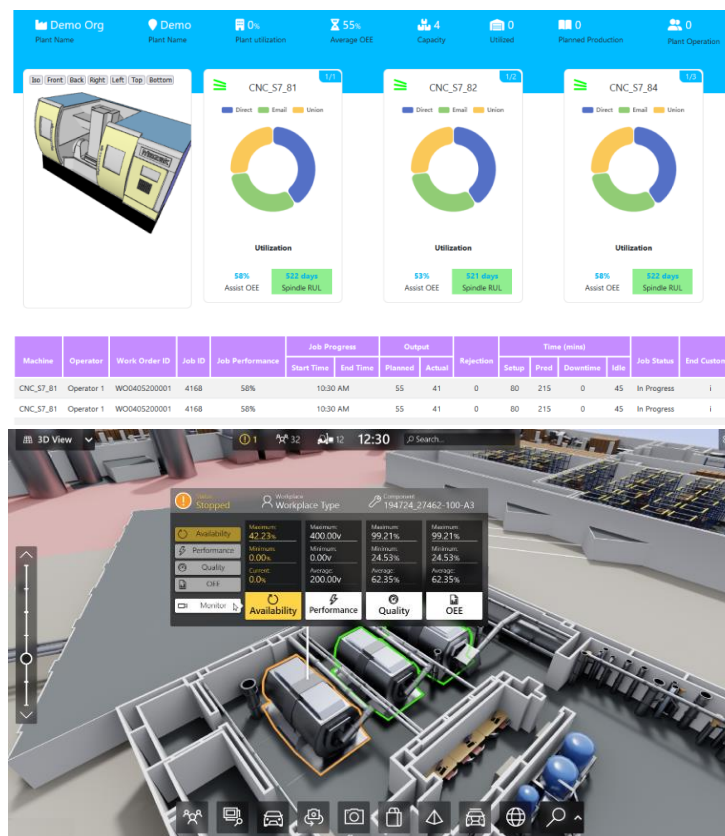 Demo Org
Demo
0%
55%
4
0
0
0
Plant Name
Plant Name
Plant utilization
Average OEE
Capacity
Utilized
Planned Production
Plant Operation
Iso Front Back Right Left Top Bottom
1/1
CNC_S7_81
Direct Email Union
Utilization
58%
522 days
Assist OEE
Spindle RUL
1/2
CNC_S7_82
Direct Email Union
Utilization
53%
521 days
Assist OEE
Spindle RUL
1/3
CNC_S7_84
Direct Email Union
Utilization
58%
522 days
Assist OEE
Spindle RUL
Job Progress Output Time (mins)
Machine Operator Work Order ID Job ID Job Performance Start Time End Time Planned Actual Rejection Setup Pred Downtime Idle Job Status End Custom
CNC_S7_81 Operator 1 WO0405200001 4168 58% 10:30 AM 55 41 0 80 215 0 45 In Progress i
CNC_S7_81 Operator 1 WO0405200001 4168 58% 10:30 AM 55 41 0 80 215 0 45 In Progress i
3D View
1 32 12 12:30 Search...
Status
Stopped
Workplace
Workplace Type
Component
194724_27462-100-A3
Availability
Performance
Quality
OFF
Monitor
Maximum:
42.23%
Minimum:
0.00%
Current:
0.0%
Availability
Maximum:
400.00v
Minimum:
0.00v
Average:
200.00v
Performance
Maximum:
99.21%
Minimum:
24.53%
Average:
62.35%
Quality
Maximum:
99.21%
Minimum:
24.53%
Average:
62.35%
OEE